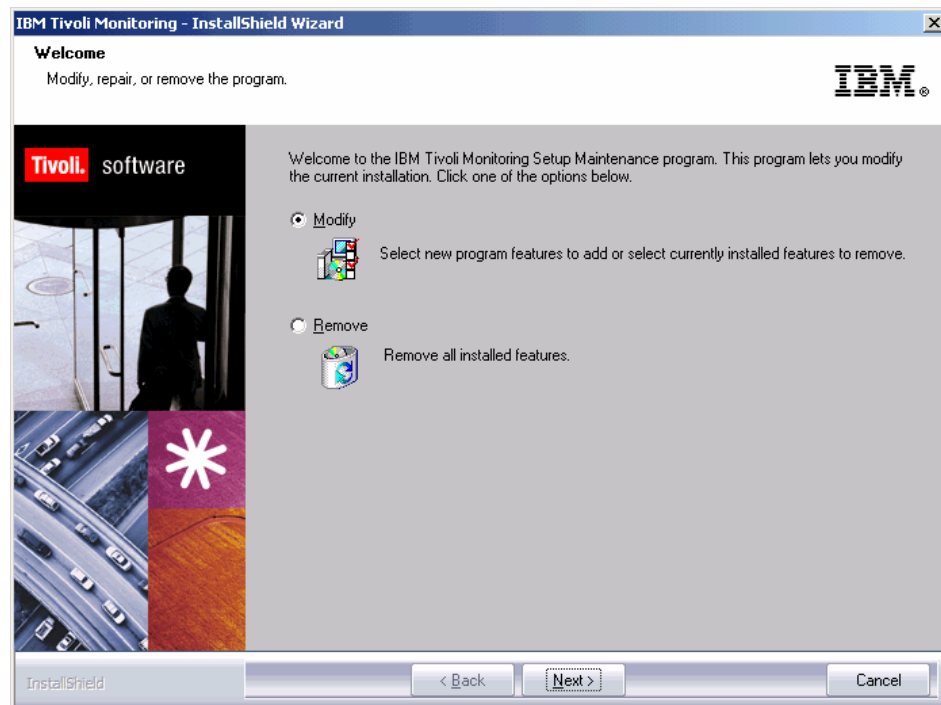 IBM Tivoli Monitoring - InstallShield Wizard
Welcome
Modify, repair, or remove the program.
IBM®
Tivoli. software
Welcome to the IBM Tivoli Monitoring Setup Maintenance program. This program lets you modify
the current installation. Click one of the options below.
Modify
Select new program features to add or select currently installed features to remove.
Remove
Remove all installed features.
InstallShield
< Back
Next >
Cancel